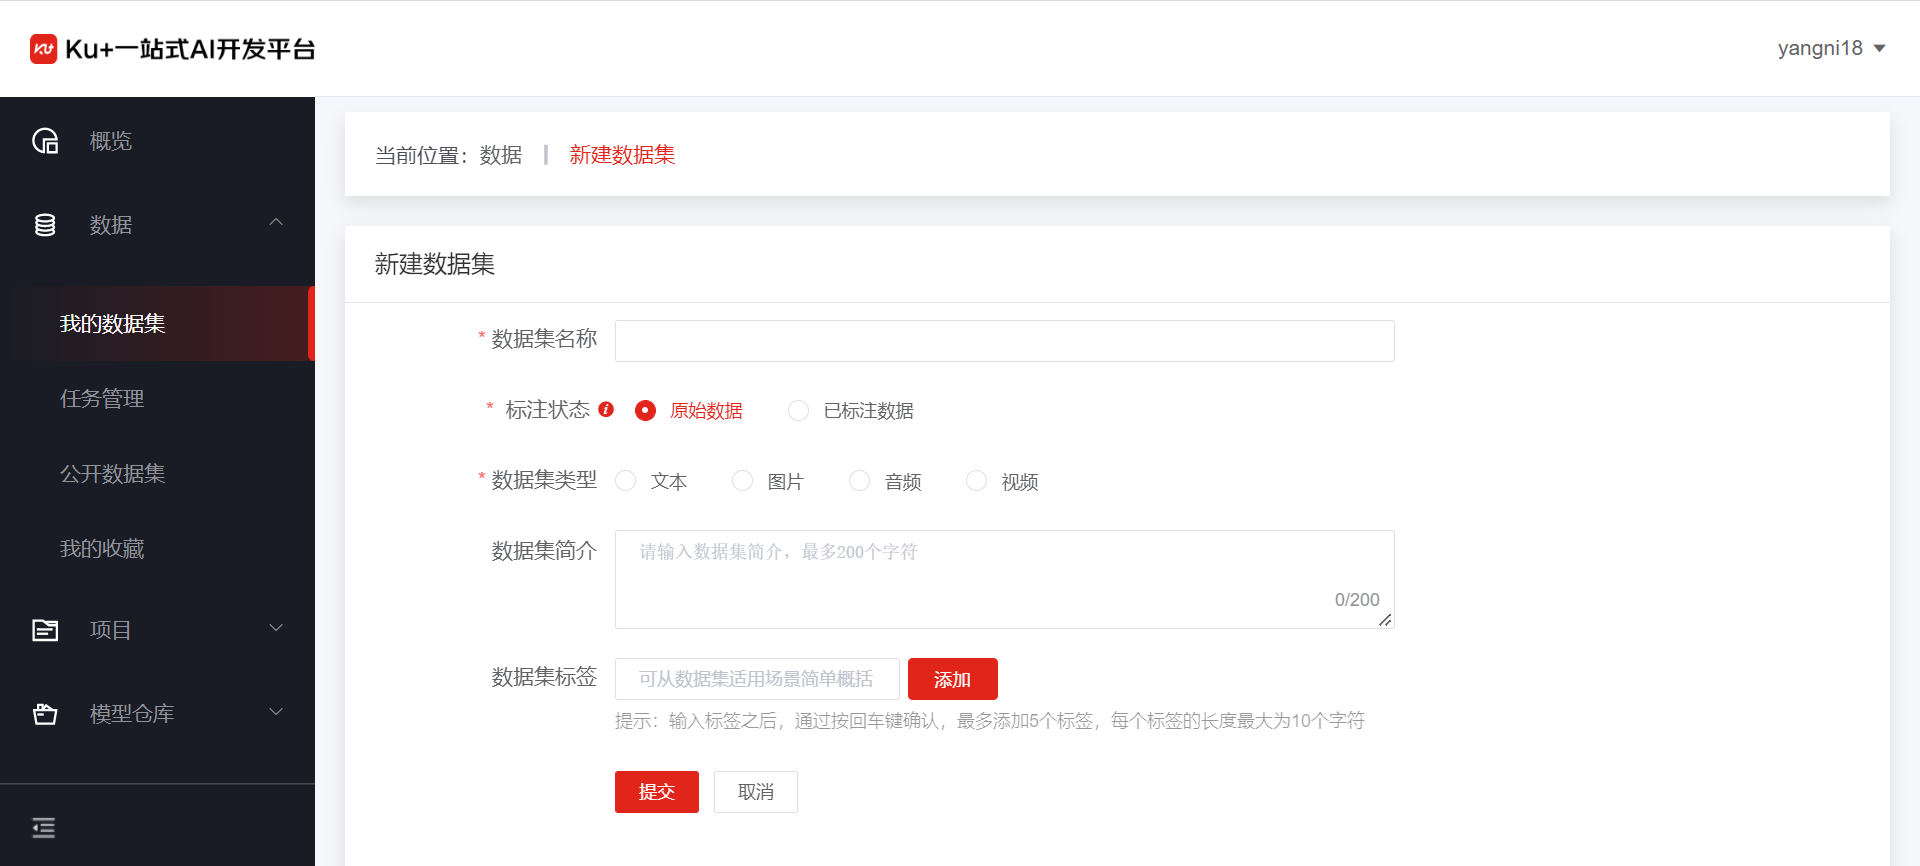 Ku+一站式AI开发平台
yangni18
概览
数据
我的数据集
任务管理
公开数据集
我的收藏
项目
模型仓库
当前位置：数据 | 新建数据集
新建数据集
* 数据集名称
* 标注状态 原始数据 已标注数据
* 数据集类型 文本 图片 音频 视频
数据集简介 请输入数据集简介，最多200个字符
0/200
数据集标签 可从数据集适用场景简单概括 添加
提示：输入标签之后，通过按回车键确认，最多添加5个标签，每个标签的长度最大为10个字符
提交 取消